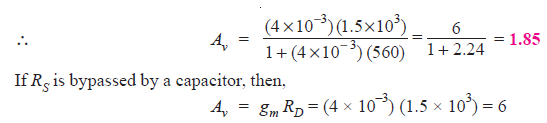 ∴ A_v = (4×10⁻³)(1.5×10³) / 1+(4×10⁻³)(560) = 6 / 1+2.24 = 1.85
If R_S is bypassed by a capacitor, then,
A_v = g_m R_D = (4 × 10⁻³) (1.5 × 10³) = 6